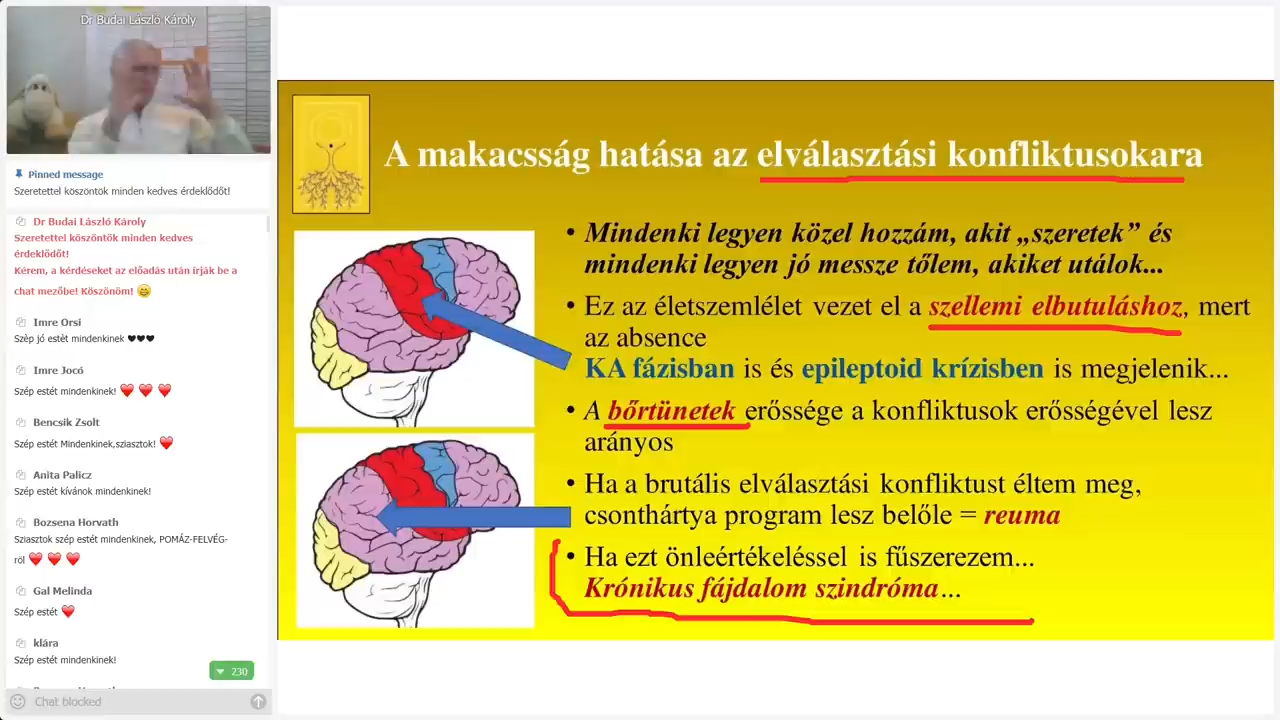 Dr Budai László Károly
Pinned message
Szeretettel köszöntök minden kedves érdeklődőt!
Dr Budai László Károly
Szeretettel köszöntök minden kedves
érdeklődőt!
Kérem, a kérdéseket az előadás után írják be a
chat mezőbe! Köszönöm! 😄
Imre Orsi
Szèp jó estèt mindenkinek ♥♥♥
Imre Jocó
Szép estét mindenkinek! ❤️ ❤️ ❤️
Bencsik Zsolt
Szép estét Mindenkinek,sziasztok! ❤️
Anita Palicz
Szép estét kívánok mindenkinek!
Bozsena Horvath
Sziasztok szép estét mindenkinek, POMÁZ-FELVÉG-
ről ❤️ ❤️ ❤️
Gal Melinda
Szép estét ❤️
klára
Szép estét mindenkinek!
230
Chat blocked
A makacsság hatása az elválasztási konfliktusokara
• Mindenki legyen közel hozzám, akit „szeretek” és
mindenki legyen jó messze tőlem, akiket utálok...
• Ez az életszemlélet vezet el a szellemi elbutuláshoz, mert
az absence
KA fázisban is és epileptoid krízisben is megjelenik...
• A bőrtünetek erőssége a konfliktusok erősségével lesz
arányos
• Ha a brutális elválasztási konfliktust éltem meg,
csonthártya program lesz belőle = reuma
• Ha ezt önleértékeléssel is fűszerezem...
Krónikus fájdalom szindróma...